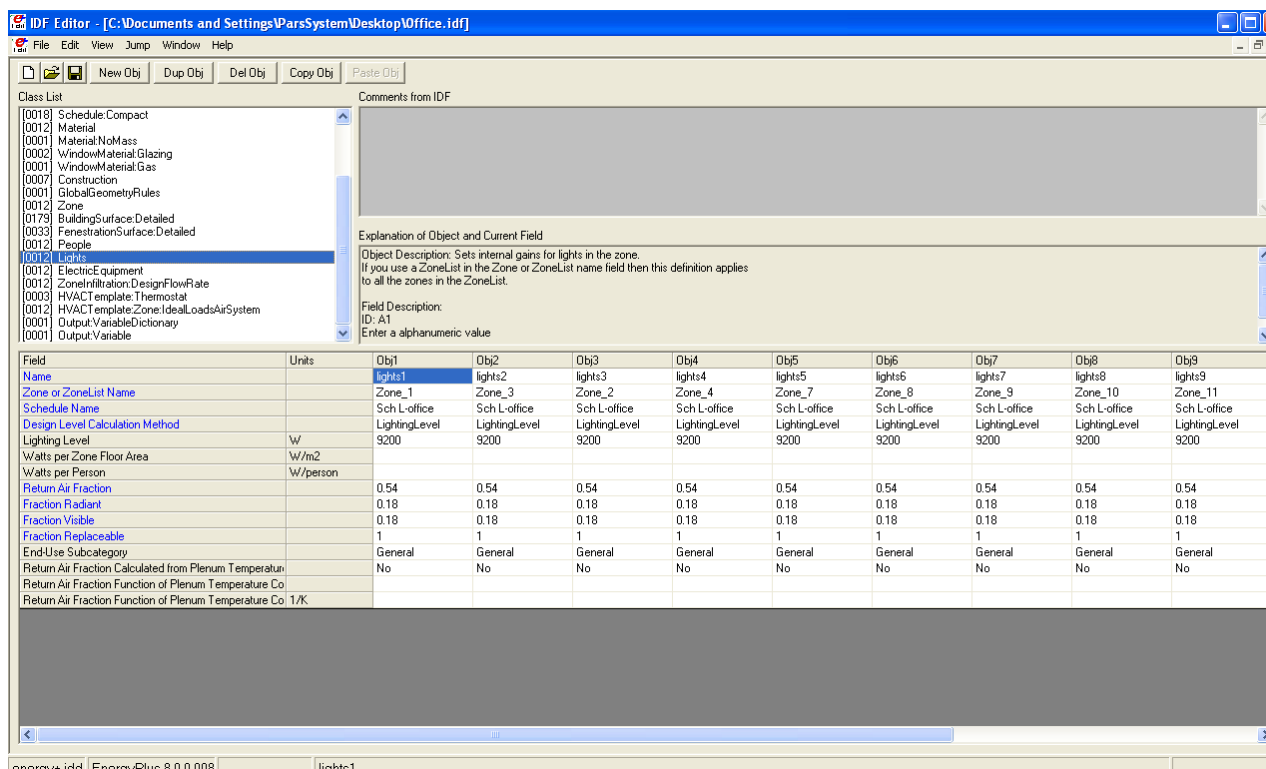 IDF Editor - [C:\Documents and Settings\ParsSystem\Desktop\Office.idf]
File Edit View Jump Window Help
New Obj Dup Obj Del Obj Copy Obj Paste Obj
Class List Comments from IDF
[0018] Schedule:Compact
[0012] Material
[0001] Material:NoMass
[0002] WindowMaterial:Glazing
[0001] WindowMaterial:Gas
[0007] Construction
[0001] GlobalGeometryRules
[0012] Zone
[0179] BuildingSurface:Detailed
[0033] FenestrationSurface:Detailed
[0012] People
[0012] Lights
[0012] ElectricEquipment
[0012] ZoneInfiltration:DesignFlowRate
[0003] HVACTemplate:Thermostat
[0012] HVACTemplate:Zone:IdealLoadsAirSystem
[0001] Output:VariableDictionary
[0001] Output:Variable
Explanation of Object and Current Field
Object Description: Sets internal gains for lights in the zone.
If you use a ZoneList in the Zone or ZoneList name field then this definition applies
to all the zones in the ZoneList.
Field Description:
ID: A1
Enter a alphanumeric value
Field Units Obj1 Obj2 Obj3 Obj4 Obj5 Obj6 Obj7 Obj8 Obj9
Name lights1 lights2 lights3 lights4 lights5 lights6 lights7 lights8 lights9
Zone or ZoneList Name Zone_1 Zone_3 Zone_2 Zone_4 Zone_7 Zone_8 Zone_9 Zone_10 Zone_11
Schedule Name Sch L-office Sch L-office Sch L-office Sch L-office Sch L-office Sch L-office Sch L-office Sch L-office Sch L-office
Design Level Calculation Method LightingLevel LightingLevel LightingLevel LightingLevel LightingLevel LightingLevel LightingLevel LightingLevel LightingLevel
Lighting Level W 9200 9200 9200 9200 9200 9200 9200 9200 9200
Watts per Zone Floor Area W/m2
Watts per Person W/person
Return Air Fraction 0.54 0.54 0.54 0.54 0.54 0.54 0.54 0.54 0.54
Fraction Radiant 0.18 0.18 0.18 0.18 0.18 0.18 0.18 0.18 0.18
Fraction Visible 0.18 0.18 0.18 0.18 0.18 0.18 0.18 0.18 0.18
Fraction Replaceable 1 1 1 1 1 1 1 1 1
End-Use Subcategory General General General General General General General General General
Return Air Fraction Calculated from Plenum Temperatur No No No No No No No No No
Return Air Fraction Function of Plenum Temperature Co
Return Air Fraction Function of Plenum Temperature Co 1/K
energy+.idd EnergyPlus 8.0.0.008 lights1